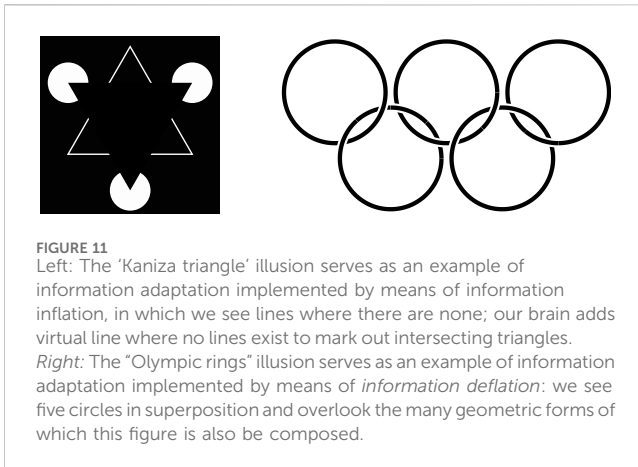 FIGURE 11
Left: The 'Kaniza triangle' illusion serves as an example of
information adaptation implemented by means of information
inflation, in which we see lines where there are none; our brain adds
virtual line where no lines exist to mark out intersecting triangles.
Right: The "Olympic rings" illusion serves as an example of information
adaptation implemented by means of information deflation: we see
five circles in superposition and overlook the many geometric forms of
which this figure is also be composed.